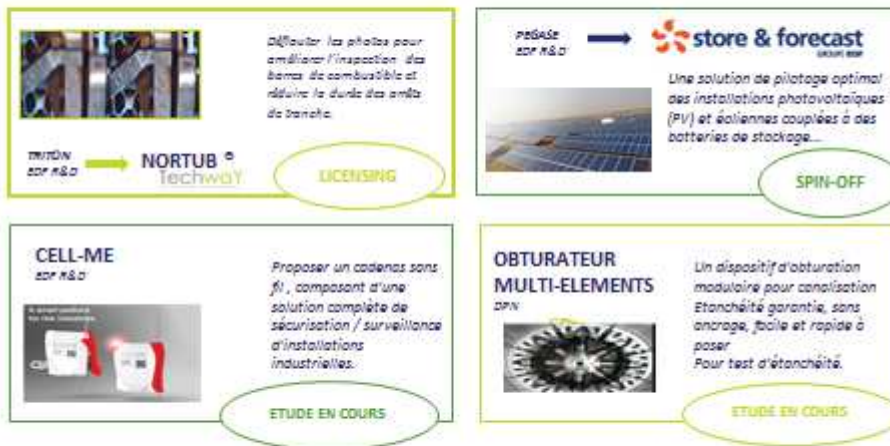 Déflouter les photos pour
améliorer l'inspection des
barres de combustible et
réduire la durée des arrêts
de tranche.
TRITON
EDF R&D
NORTUB ®
TechwaY
LICENSING
PEGASE
EDF R&D
store & forecast
GROUPE EDF
Une solution de pilotage optimal
des installations photovoltaïques
(PV) et éoliennes couplées à des
batteries de stockage...
SPIN-OFF
CELL-ME
EDF R&D
Proposer un cadenas sans
fil , composant d'une
solution complète de
sécurisation / surveillance
d'installations
industrielles.
ETUDE EN COURS
OBTURATEUR
MULTI-ELEMENTS
DPN
Un dispositif d'obturation
modulaire pour canalisation
Etanchéité garantie, sans
ancrage, facile et rapide à
poser
Pour test d'étanchéité.
ETUDE EN COURS